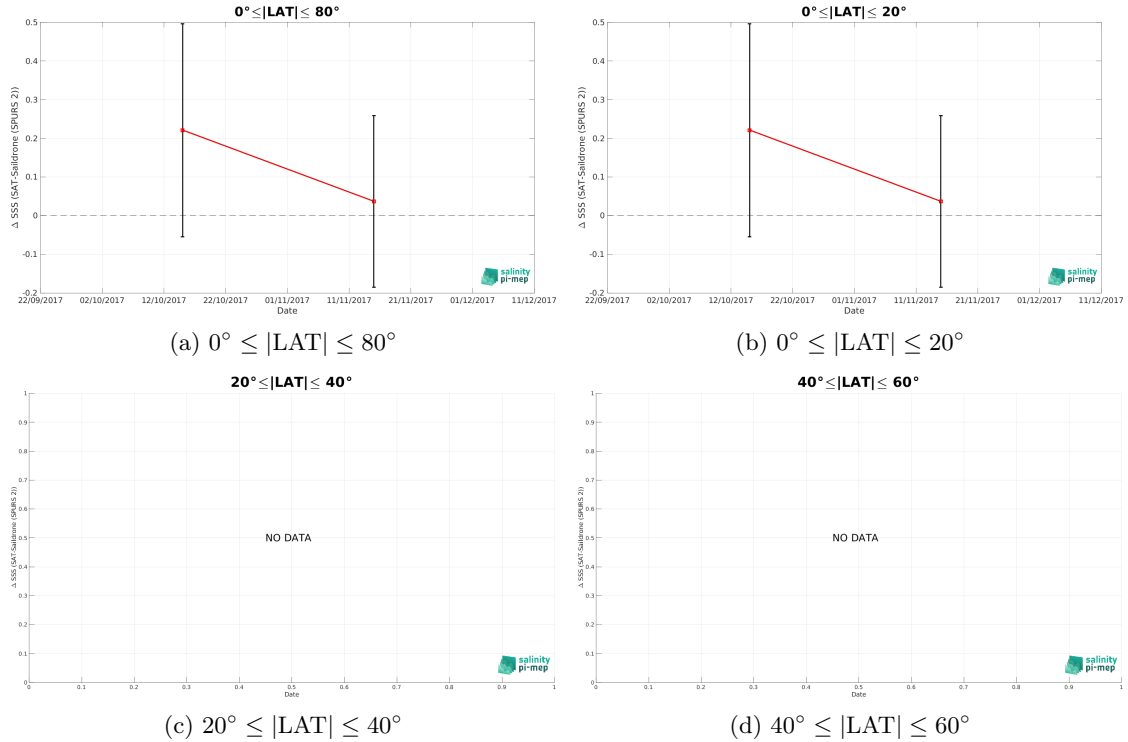 0°≤|LAT|≤ 80°
0.5
0.4
0.3
0.2
0.1
0
-0.1
-0.2
Δ SSS (SAT-Saildrone (SPURS 2))
22/09/2017 02/10/2017 12/10/2017 22/10/2017 01/11/2017 11/11/2017 21/11/2017 01/12/2017 11/12/2017
Date
salinity
pi-mep
(a) 0° ≤ |LAT| ≤ 80°
0°≤|LAT|≤ 20°
0.5
0.4
0.3
0.2
0.1
0
-0.1
-0.2
Δ SSS (SAT-Saildrone (SPURS 2))
22/09/2017 02/10/2017 12/10/2017 22/10/2017 01/11/2017 11/11/2017 21/11/2017 01/12/2017 11/12/2017
Date
salinity
pi-mep
(b) 0° ≤ |LAT| ≤ 20°
20°≤|LAT|≤ 40°
1
0.9
0.8
0.7
0.6
0.5
0.4
0.3
0.2
0.1
0
Δ SSS (SAT-Saildrone (SPURS 2))
NO DATA
0 0.1 0.2 0.3 0.4 0.5 0.6 0.7 0.8 0.9 1
Date
salinity
pi-mep
(c) 20° ≤ |LAT| ≤ 40°
40°≤|LAT|≤ 60°
1
0.9
0.8
0.7
0.6
0.5
0.4
0.3
0.2
0.1
0
Δ SSS (SAT-Saildrone (SPURS 2))
NO DATA
0 0.1 0.2 0.3 0.4 0.5 0.6 0.7 0.8 0.9 1
Date
salinity
pi-mep
(d) 40° ≤ |LAT| ≤ 60°